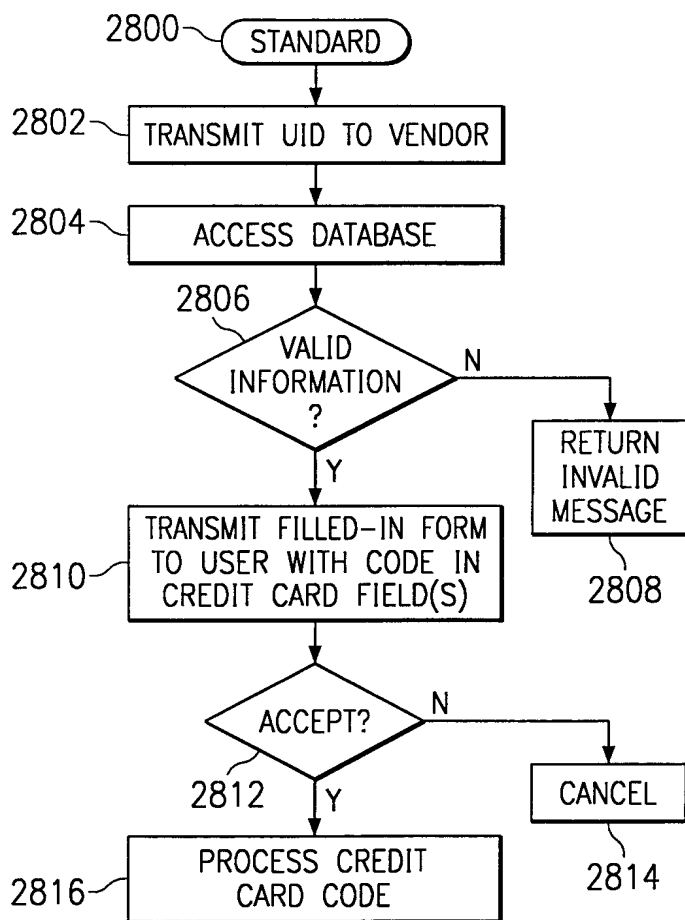 2800
STANDARD
2802
TRANSMIT UID TO VENDOR
2804
ACCESS DATABASE
2806
VALID
INFORMATION
?
N
Y
RETURN
INVALID
MESSAGE
2808
2810
TRANSMIT FILLED-IN FORM
TO USER WITH CODE IN
CREDIT CARD FIELD(S)
ACCEPT?
N
2812
Y
CANCEL
2814
2816
PROCESS CREDIT
CARD CODE